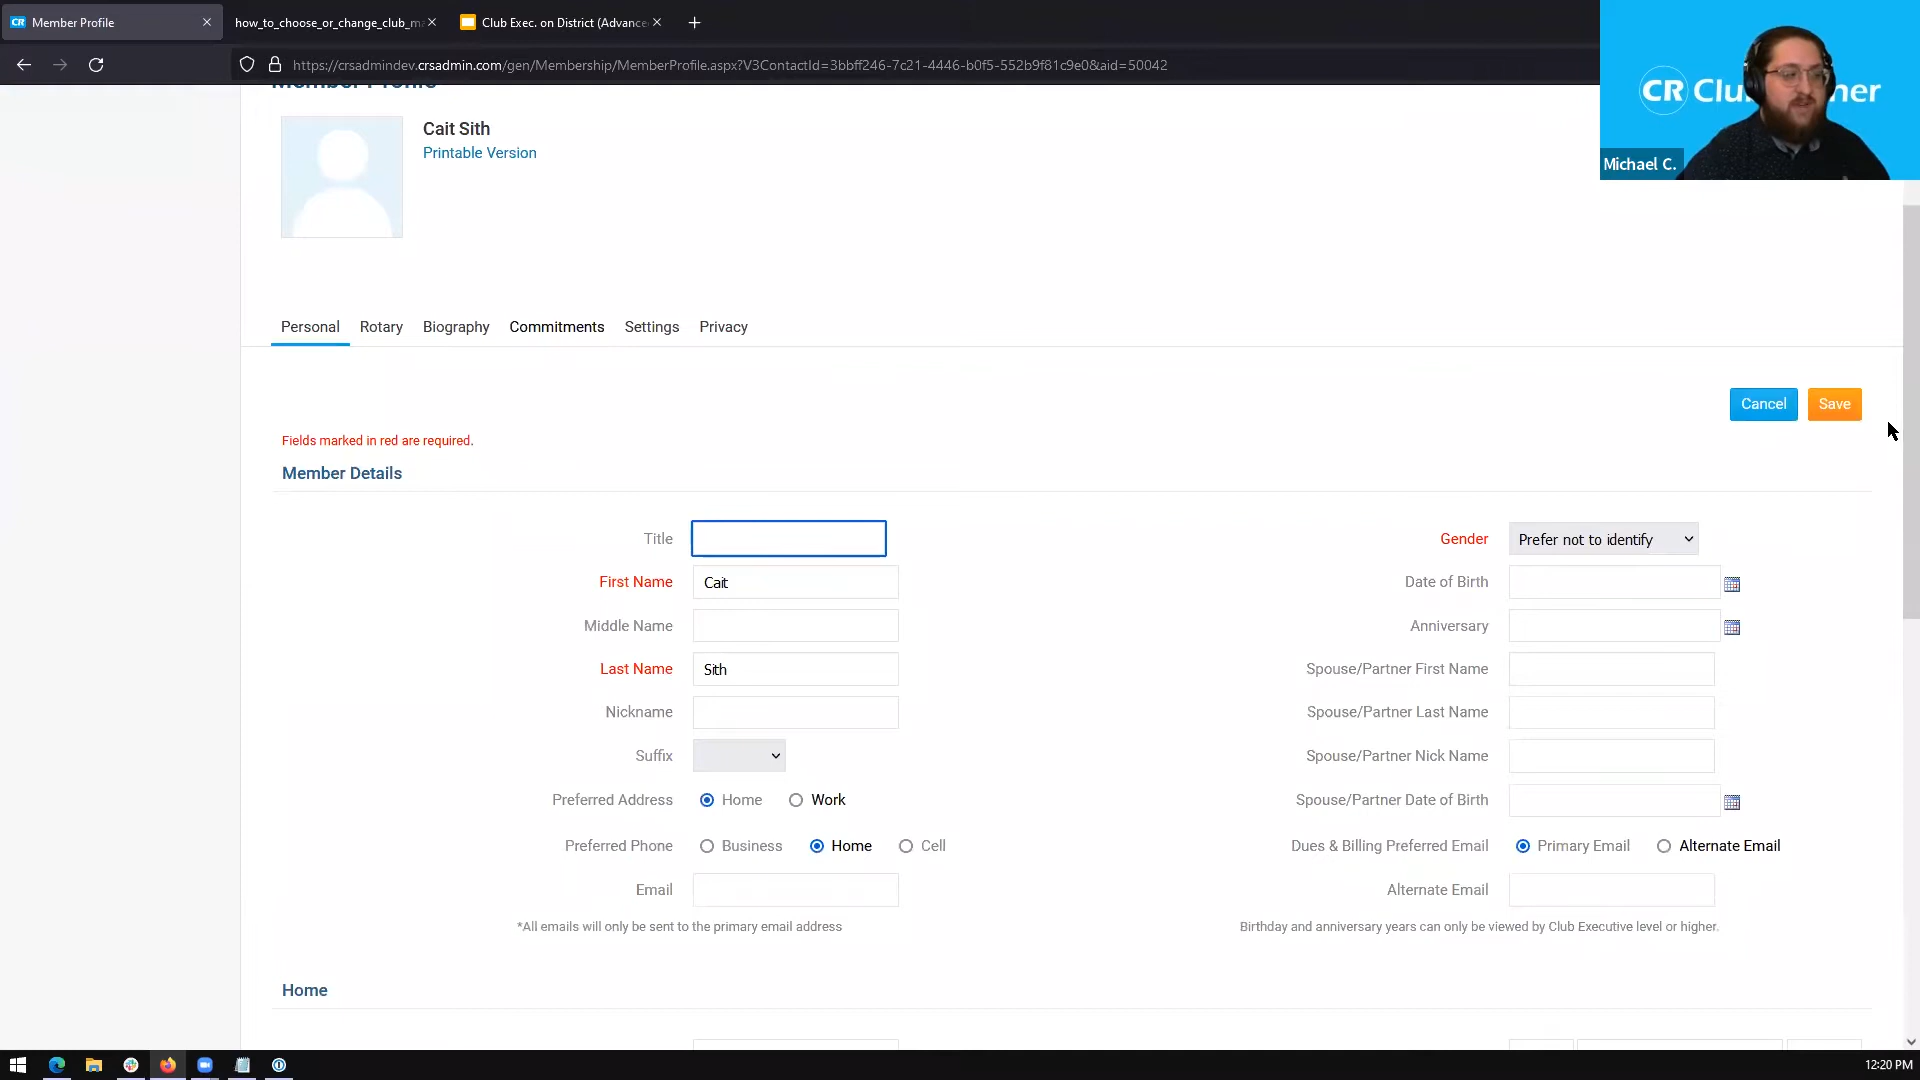 Member Profile
how_to_choose_or_change_club_m
Club Exec. on District (Advance
https://crsadmindev.crsadmin.com/gen/Membership/MemberProfile.aspx?V3ContactId=3bbff246-7c21-4446-b0f5-552b9f81c9e0&aid=50042
CR Clu ner
Michael C.
Member Profile
Cait Sith
Printable Version
Personal Rotary Biography Commitments Settings Privacy
Cancel Save
Fields marked in red are required.
Member Details
Title
Gender Prefer not to identify
First Name Cait
Date of Birth
Middle Name
Anniversary
Last Name Sith
Spouse/Partner First Name
Nickname
Spouse/Partner Last Name
Suffix
Spouse/Partner Nick Name
Preferred Address Home Work
Spouse/Partner Date of Birth
Preferred Phone Business Home Cell
Dues & Billing Preferred Email Primary Email Alternate Email
Email
Alternate Email
*All emails will only be sent to the primary email address
Birthday and anniversary years can only be viewed by Club Executive level or higher.
Home
12:20 PM